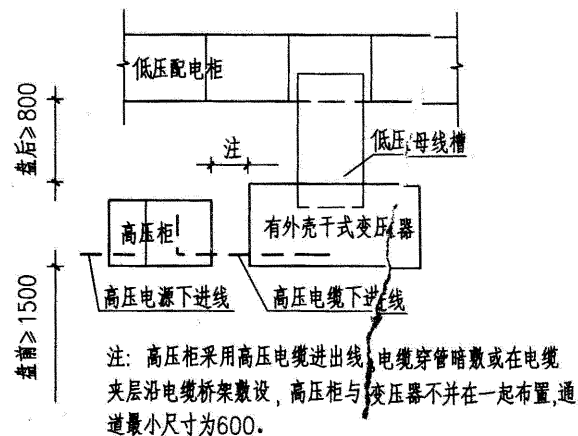 低压配电柜
盘后≥800
注
低压母线槽
高压柜
有外壳干式变压器
高压电源下进线
高压电缆下进线
盘前≥1500
注: 高压柜采用高压电缆进出线,电缆穿管暗敷或在电缆
夹层沿电缆桥架敷设,高压柜与变压器不并在一起布置,通
道最小尺寸为600。